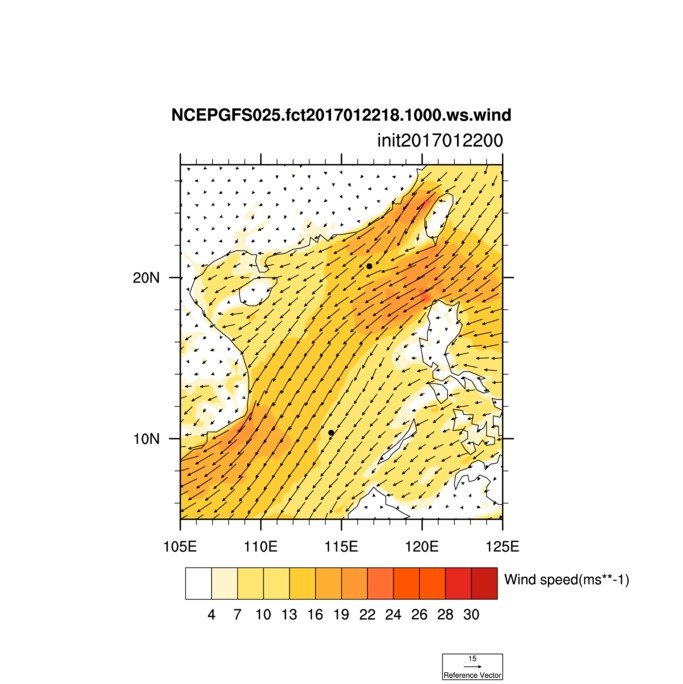 NCEPGFS025.fct2017012218.1000.ws.wind
init2017012200
20N
10N
105E 110E 115E 120E 125E
Wind speed(ms**-1)
4 7 10 13 16 19 22 24 26 28 30
15
Reference Vector